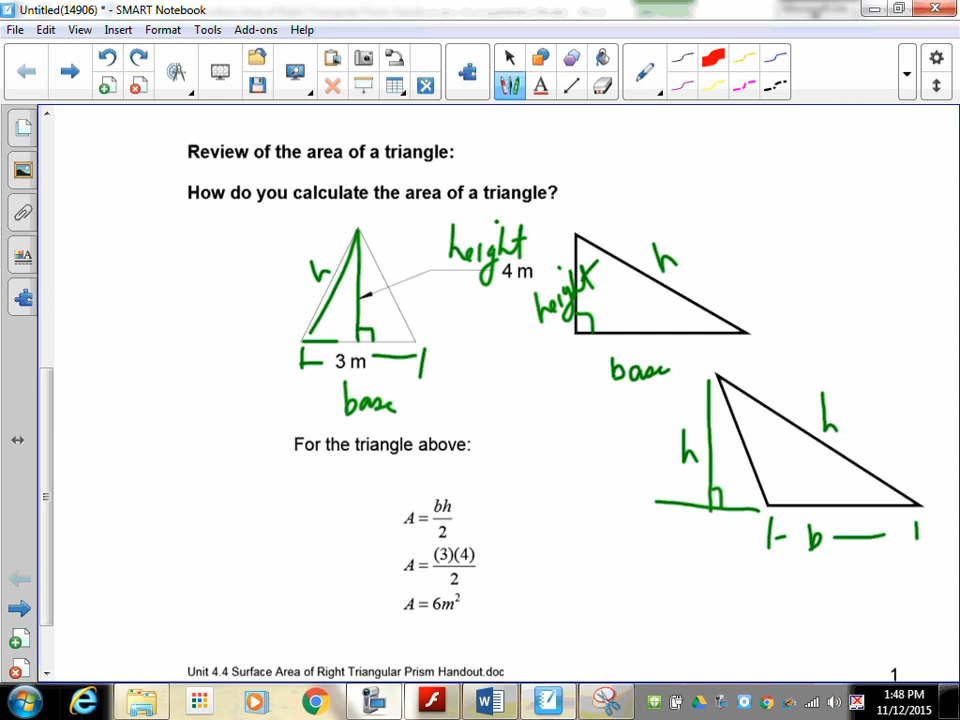 Untitled(14906) * - SMART Notebook
File Edit View Insert Format Tools Add-ons Help
Review of the area of a triangle:
How do you calculate the area of a triangle?
height
4 m
h
height
h
3 m
base
base
h
h
b
For the triangle above:
A = bh/2
A = (3)(4)/2
A = 6m²
Unit 4.4 Surface Area of Right Triangular Prism Handout.doc
1
1:48 PM
11/12/2015